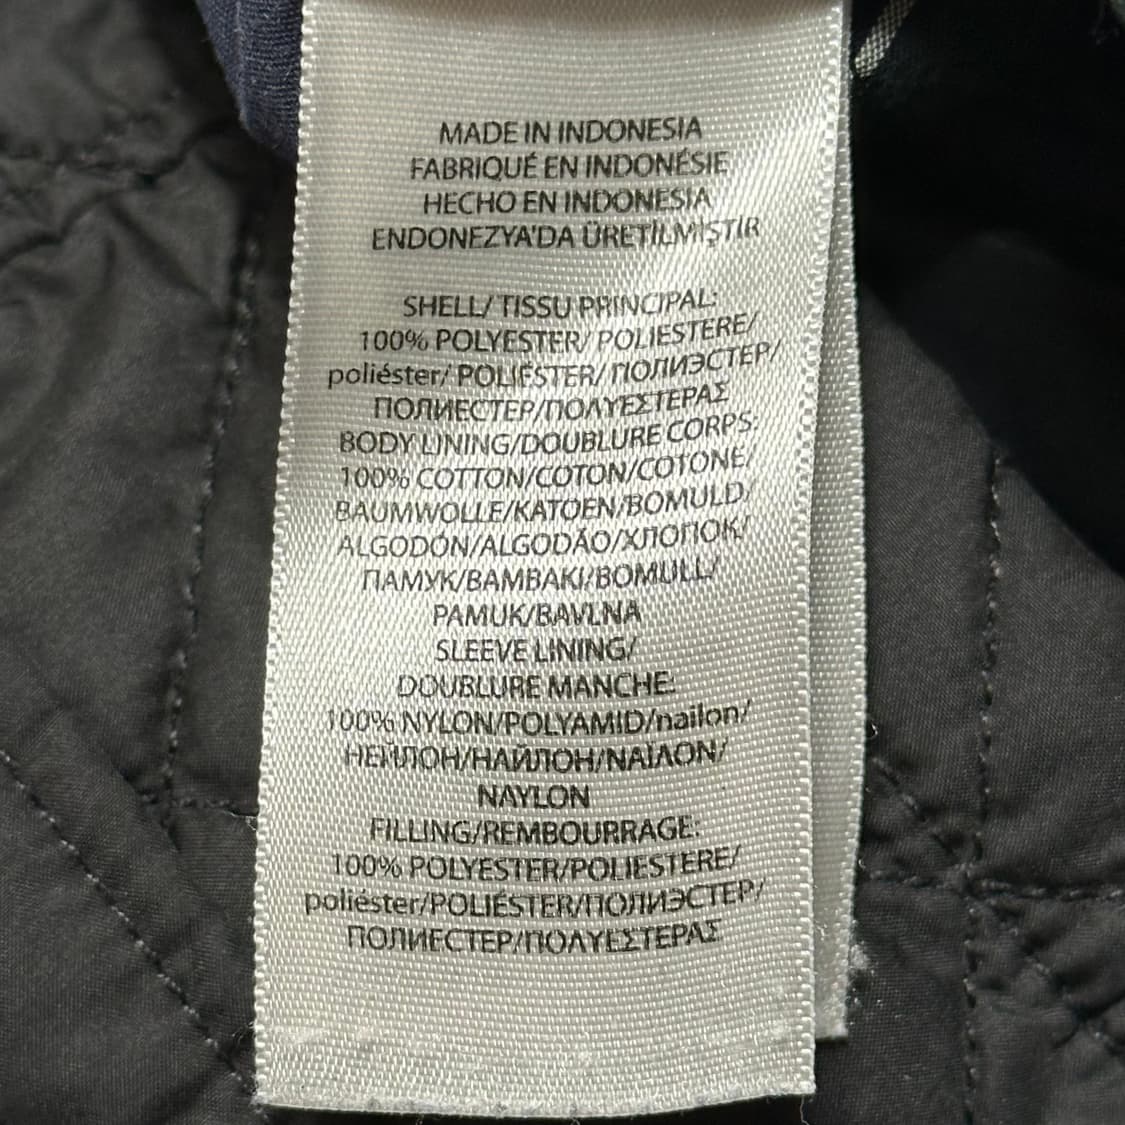 MADE IN INDONESIA
FABRIQUÉ EN INDONÉSIE
HECHO EN INDONESIA
ENDONEZYA'DA ÜRETİLMİŞTİR
SHELL/ TISSU PRINCIPAL:
100% POLYESTER/ POLIESTERE/
poliéster/ POLIÉSTER/ ПОЛИЭСТЕР/
ПОЛИЕСТЕР/ΠΟΛΥΕΣΤΕΡΑΣ
BODY LINING/DOUBLURE CORPS:
100% COTTON/COTON/COTONE/
BAUMWOLLE/KATOEN/BOMULD/
ALGODÓN/ALGODÃO/ХЛОПОК/
ПАМУК/BAMBAKI/BOMULL/
PAMUK/BAVLNA
SLEEVE LINING/
DOUBLURE MANCHE:
100% NYLON/POLYAMID/nailon/
НЕЙЛОН/НАЙЛОН/ΝΑΪΛΟΝ/
NAYLON
FILLING/REMBOURRAGE:
100% POLYESTER/POLIESTERE/
poliéster/POLIÉSTER/ПОЛИЭСТЕР/
ПОЛИЕСТЕР/ΠΟΛΥΕΣΤΕΡΑΣ